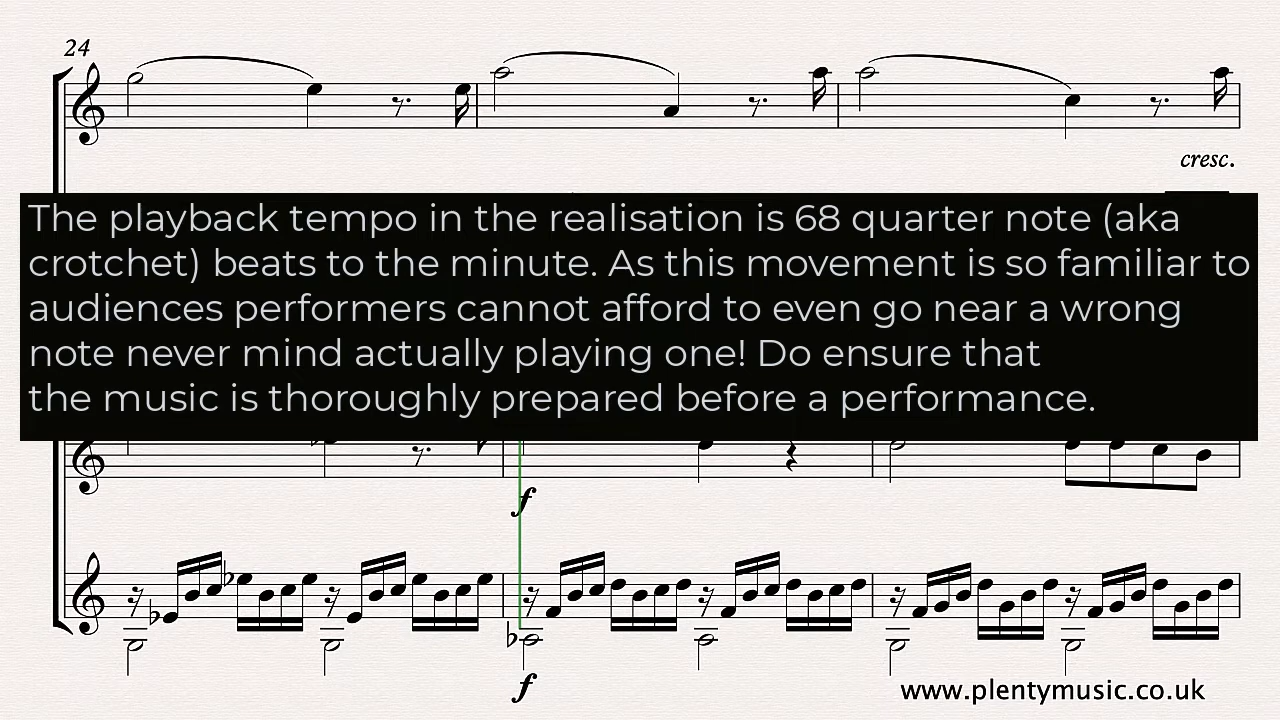 24
cresc.
The playback tempo in the realisation is 68 quarter note (aka
crotchet) beats to the minute. As this movement is so familiar to
audiences performers cannot afford to even go near a wrong
note never mind actually playing one! Do ensure that
the music is thoroughly prepared before a performance.
f
f
www.plentymusic.co.uk